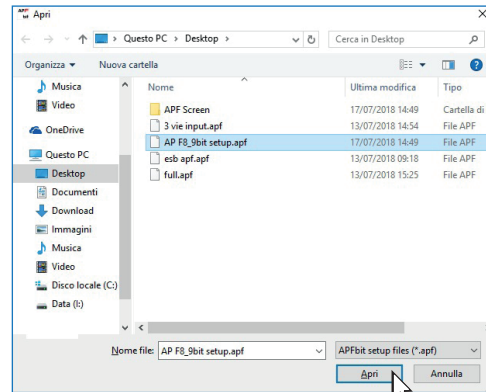 Apri
Questo PC > Desktop >
Cerca in Desktop
Organizza
Nuova cartella
Nome
Ultima modifica
Tipo
Musica
Video
OneDrive
Questo PC
Desktop
Documenti
Download
Immagini
Musica
Video
Disco locale (C:)
Data (I:)
APF Screen 17/07/2018 14:49 Cartella di
3 vie input.apf 13/07/2018 14:54 File APF
AP F8_9bit setup.apf 17/07/2018 14:49 File APF
esb apf.apf 13/07/2018 09:18 File APF
full.apf 13/07/2018 15:25 File APF
Nome file: AP F8_9bit setup.apf
APFbit setup files (*.apf)
Apri
Annulla